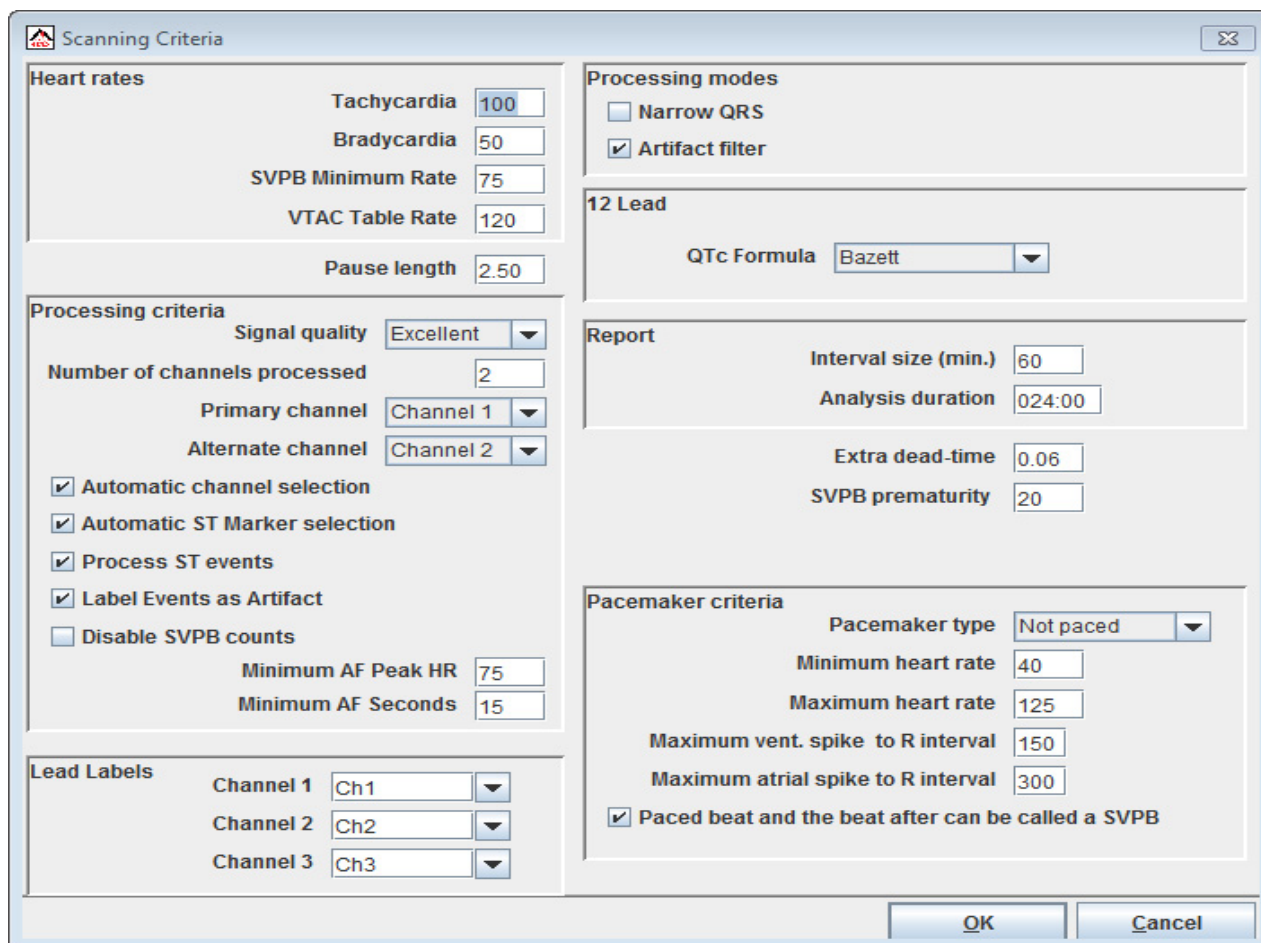 Scanning Criteria
Heart rates
Tachycardia 100
Bradycardia 50
SVPB Minimum Rate 75
VTAC Table Rate 120
Pause length 2.50
Processing criteria
Signal quality Excellent
Number of channels processed 2
Primary channel Channel 1
Alternate channel Channel 2
Automatic channel selection
Automatic ST Marker selection
Process ST events
Label Events as Artifact
Disable SVPB counts
Minimum AF Peak HR 75
Minimum AF Seconds 15
Lead Labels
Channel 1 Ch1
Channel 2 Ch2
Channel 3 Ch3
Processing modes
Narrow QRS
Artifact filter
12 Lead
QTc Formula Bazett
Report
Interval size (min.) 60
Analysis duration 024:00
Extra dead-time 0.06
SVPB prematurity 20
Pacemaker criteria
Pacemaker type Not paced
Minimum heart rate 40
Maximum heart rate 125
Maximum vent. spike to R interval 150
Maximum atrial spike to R interval 300
Paced beat and the beat after can be called a SVPB
OK Cancel